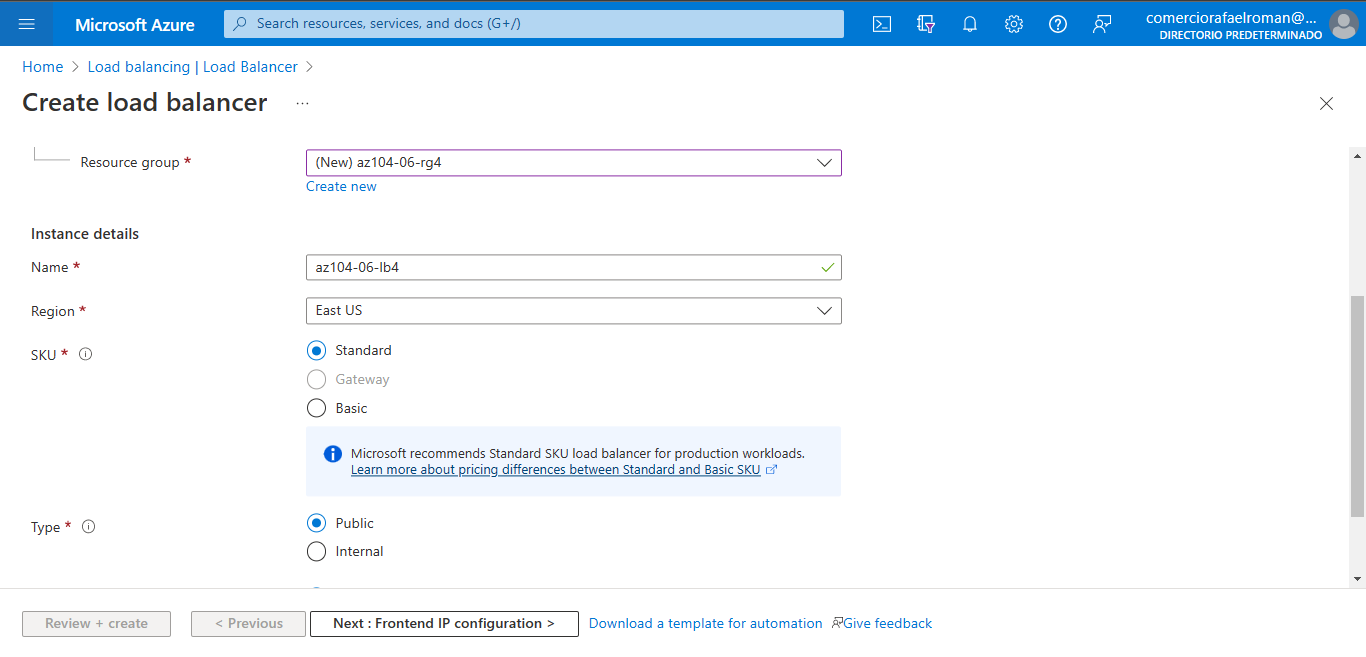 Microsoft Azure
Search resources, services, and docs (G+/)
comerciorafaelroman@...
DIRECTORIO PREDETERMINADO
Home > Load balancing | Load Balancer >
Create load balancer ...
Resource group *
(New) az104-06-rg4
Create new
Instance details
Name *
az104-06-lb4
Region *
East US
SKU *
Standard
Gateway
Basic
Microsoft recommends Standard SKU load balancer for production workloads.
Learn more about pricing differences between Standard and Basic SKU
Type *
Public
Internal
Review + create
< Previous
Next : Frontend IP configuration >
Download a template for automation
Give feedback